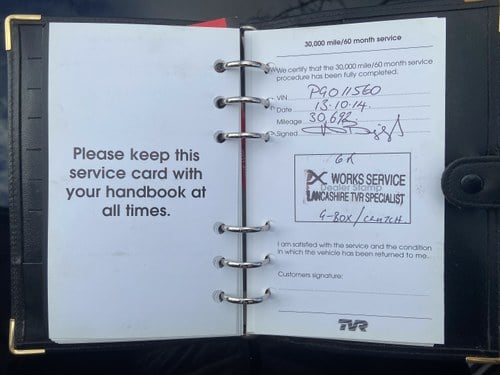 Please keep this
service card with
your handbook at
all times.
30,000 mile/60 month service
We certify that the 30,000 mile/60 month service
procedure has been fully completed.
VIN P9011560
Date 13.10.14.
Mileage 30,692
Signed
GR
WORKS SERVICE
Dealer Stamp
LANCASHIRE TVR SPECIALIST
G-BOX/CLUTCH
I am satisfied with the service and the condition
in which the vehicle has been returned to me.
Customers signature:
TVR